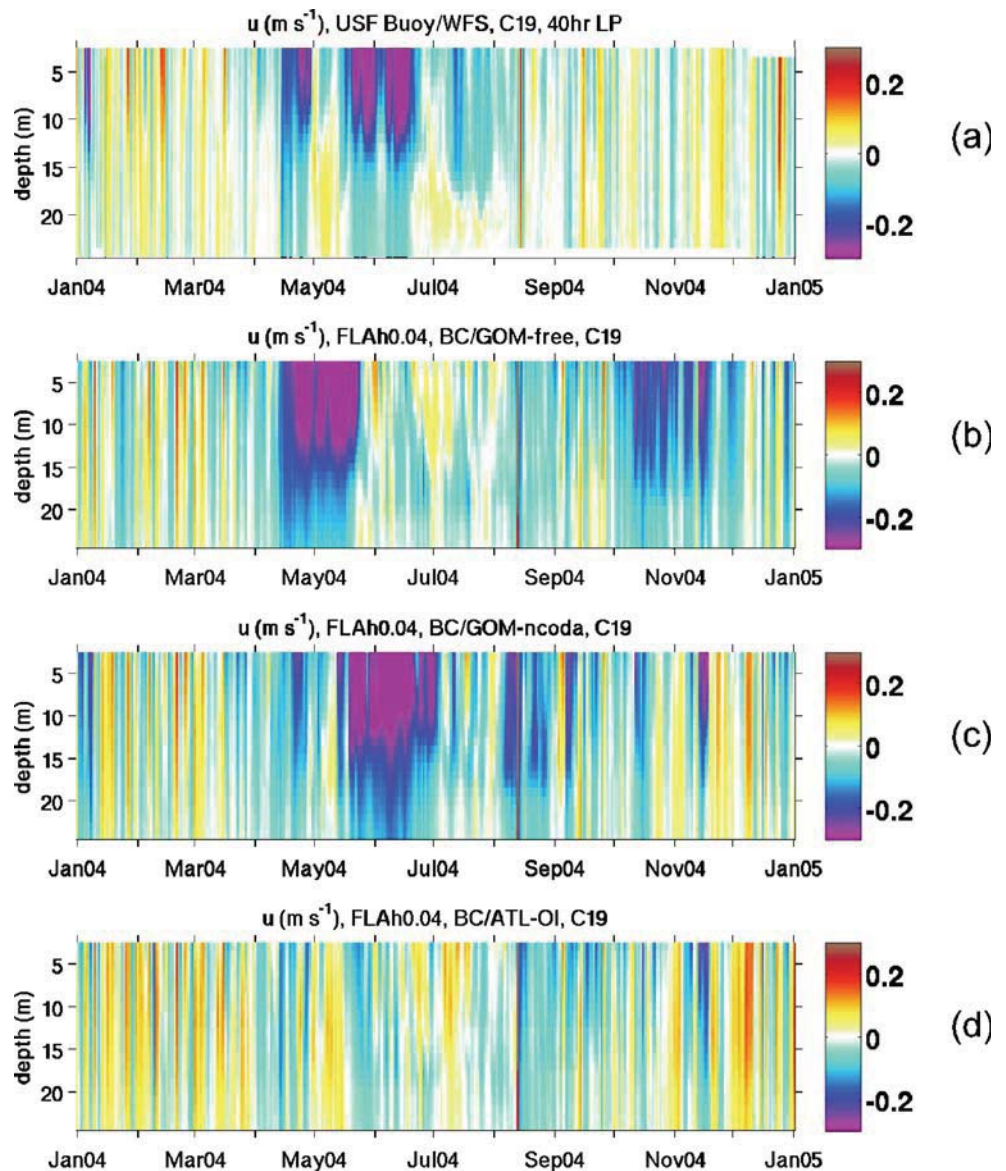 u (m s-1), USF Buoy/WFS, C19, 40hr LP
depth (m)
5
10
15
20
Jan04 Mar04 May04 Jul04 Sep04 Nov04 Jan05
0.2
0
-0.2
(a)
u (m s-1), FLAh0.04, BC/GOM-free, C19
depth (m)
5
10
15
20
Jan04 Mar04 May04 Jul04 Sep04 Nov04 Jan05
0.2
0
-0.2
(b)
u (m s-1), FLAh0.04, BC/GOM-ncoda, C19
depth (m)
5
10
15
20
Jan04 Mar04 May04 Jul04 Sep04 Nov04 Jan05
0.2
0
-0.2
(c)
u (m s-1), FLAh0.04, BC/ATL-OI, C19
depth (m)
5
10
15
20
Jan04 Mar04 May04 Jul04 Sep04 Nov04 Jan05
0.2
0
-0.2
(d)